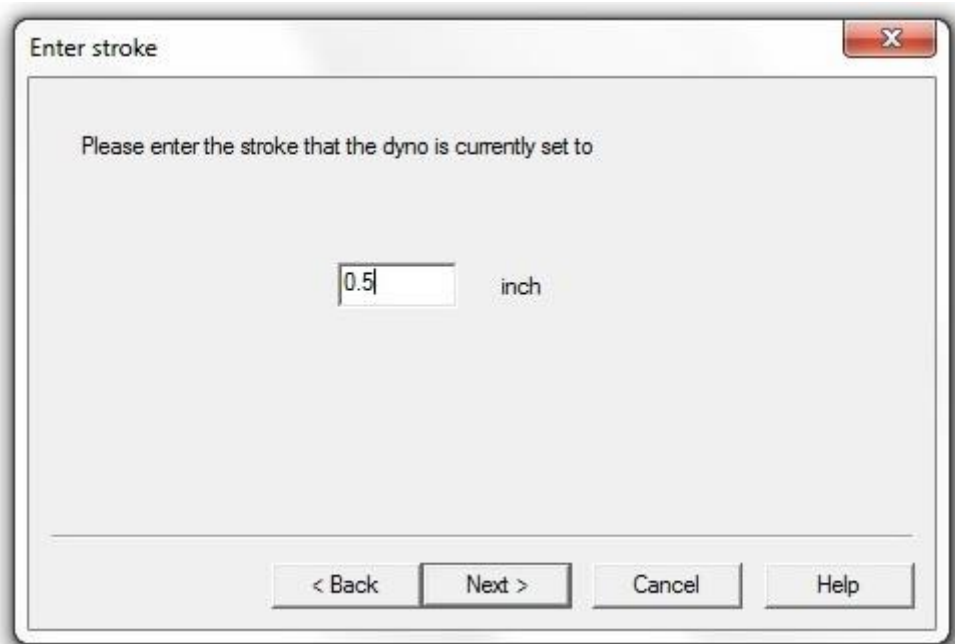 Enter stroke
Please enter the stroke that the dyno is currently set to
0.5 inch
< Back Next > Cancel Help